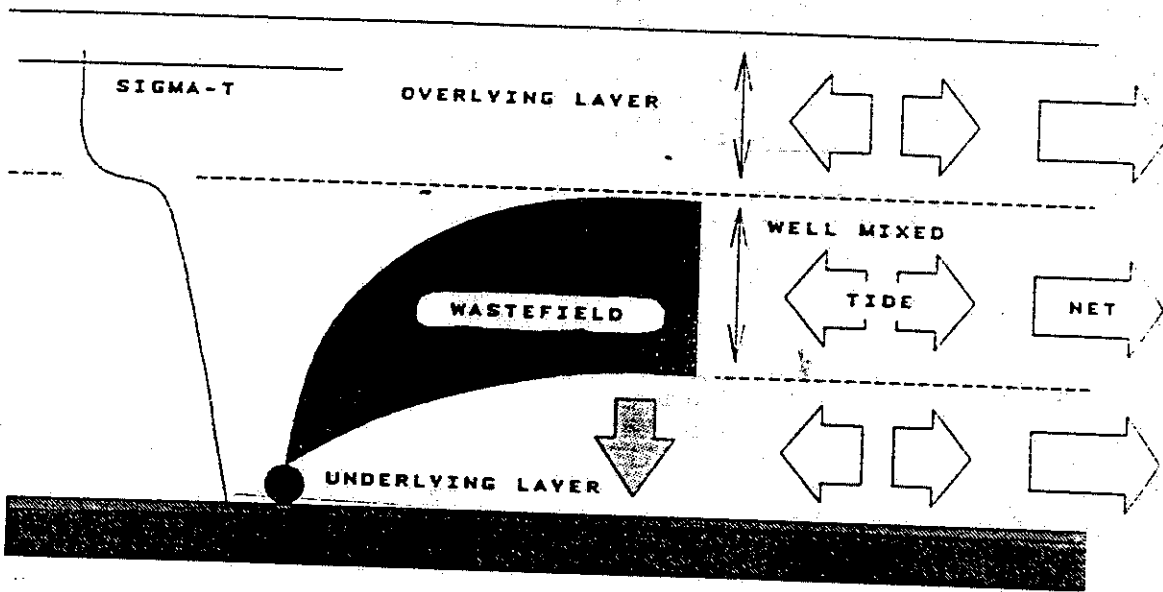 SIGMA-T
OVERLYING LAYER
WELL MIXED
WASTEFIELD
TIDE
NET
UNDERLYING LAYER